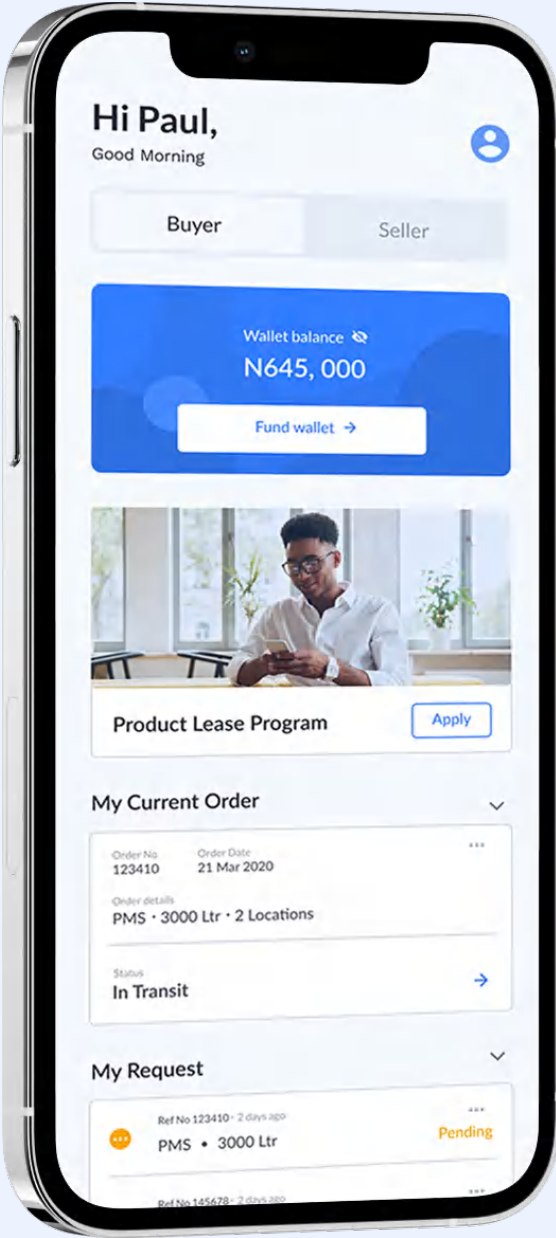 Hi Paul,
Good Morning
Buyer Seller
Wallet balance
N645, 000
Fund wallet →
Product Lease Program Apply
My Current Order
Order No Order Date
123410 21 Mar 2020
Order details
PMS · 3000 Ltr · 2 Locations
Status
In Transit
My Request
Ref No 123410 · 2 days ago
PMS • 3000 Ltr Pending
Ref No 145678 · 2 days ago